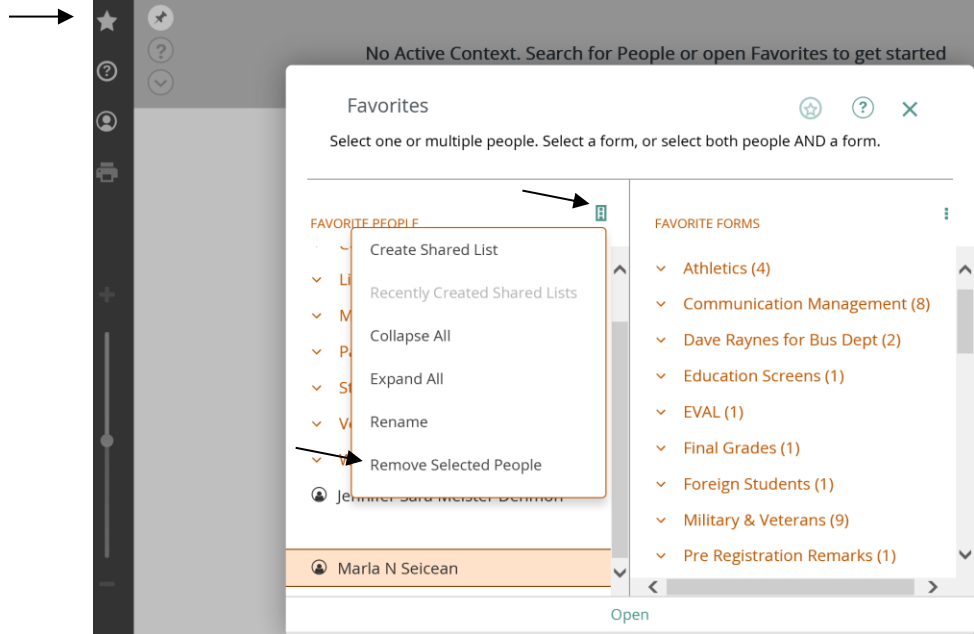 No Active Context. Search for People or open Favorites to get started
Favorites
Select one or multiple people. Select a form, or select both people AND a form.
FAVORITE PEOPLE
Create Shared List
Recently Created Shared Lists
Collapse All
Expand All
Rename
Remove Selected People
Li
M
Pa
St
V
Marla N Seicean
FAVORITE FORMS
Athletics (4)
Communication Management (8)
Dave Raynes for Bus Dept (2)
Education Screens (1)
EVAL (1)
Final Grades (1)
Foreign Students (1)
Military & Veterans (9)
Pre Registration Remarks (1)
Open